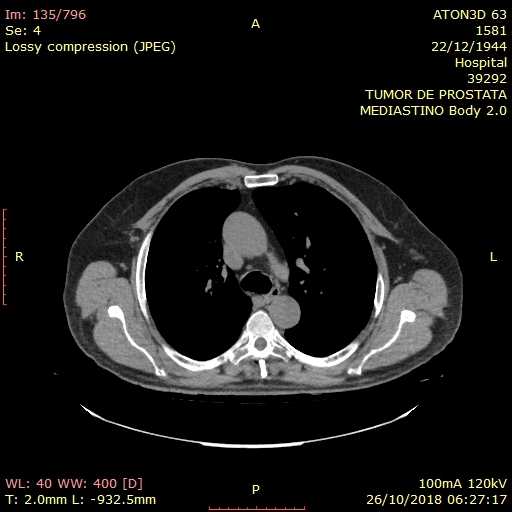 Im: 135/796
Se: 4
Lossy compression (JPEG)
A
ATON3D 63
1581
22/12/1944
Hospital
39292
TUMOR DE PROSTATA
MEDIASTINO Body 2.0
R
L
WL: 40 WW: 400 [D]
T: 2.0mm L: -932.5mm
P
100mA 120kV
26/10/2018 06:27:17